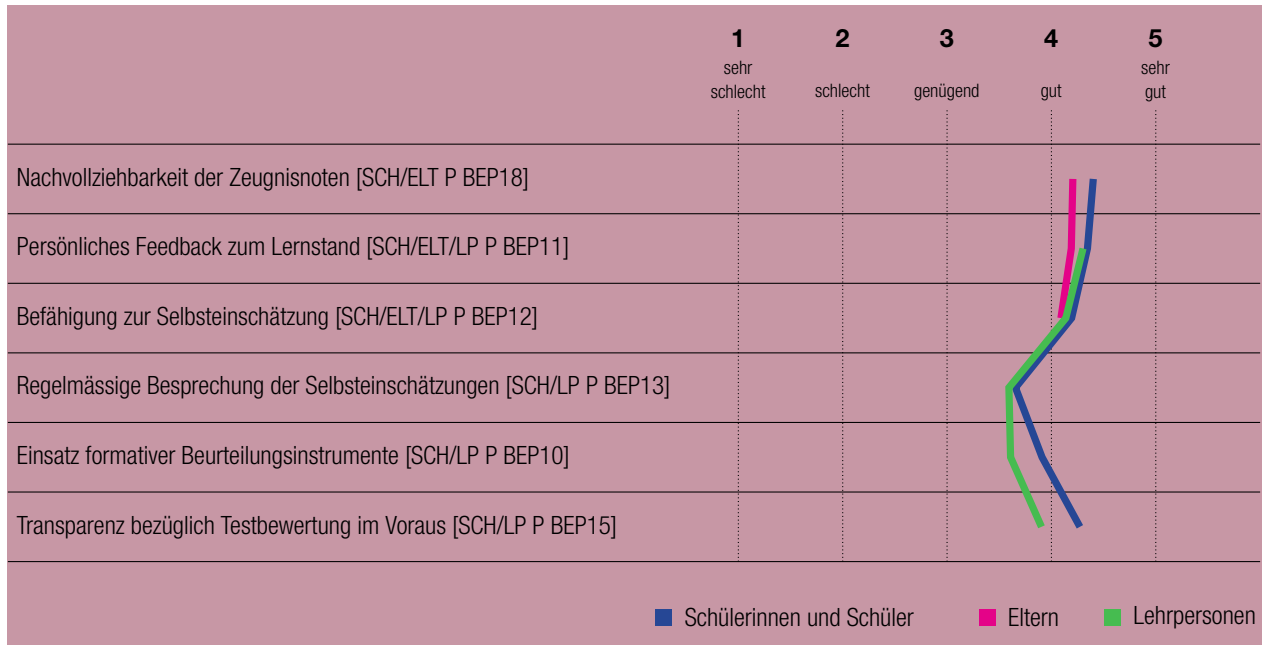 1 2 3 4 5
sehr schlecht schlecht genügend gut sehr gut
Nachvollziehbarkeit der Zeugnisnoten [SCH/ELT P BEP18]
Persönliches Feedback zum Lernstand [SCH/ELT/LP P BEP11]
Befähigung zur Selbsteinschätzung [SCH/ELT/LP P BEP12]
Regelmässige Besprechung der Selbsteinschätzungen [SCH/LP P BEP13]
Einsatz formativer Beurteilungsinstrumente [SCH/LP P BEP10]
Transparenz bezüglich Testbewertung im Voraus [SCH/LP P BEP15]
Schülerinnen und Schüler Eltern Lehrpersonen